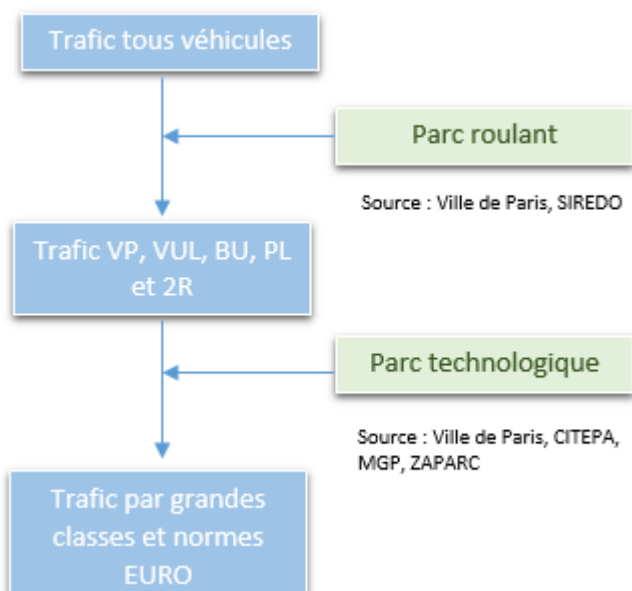 Trafic tous véhicules
Parc roulant
Source : Ville de Paris, SIREDO
Trafic VP, VUL, BU, PL
et 2R
Parc technologique
Source : Ville de Paris, CITEPA,
MGP, ZAPARC
Trafic par grandes
classes et normes
EURO